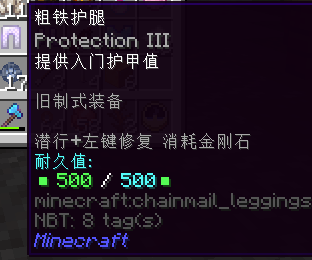 粗铁护腿
Protection III
提供入门护甲值
旧制式装备
潜行+左键修复 消耗金刚石
耐久值:
▪ 500 / 500 ▪
minecraft:chainmail_leggings
NBT: 8 tag(s)
Minecraft